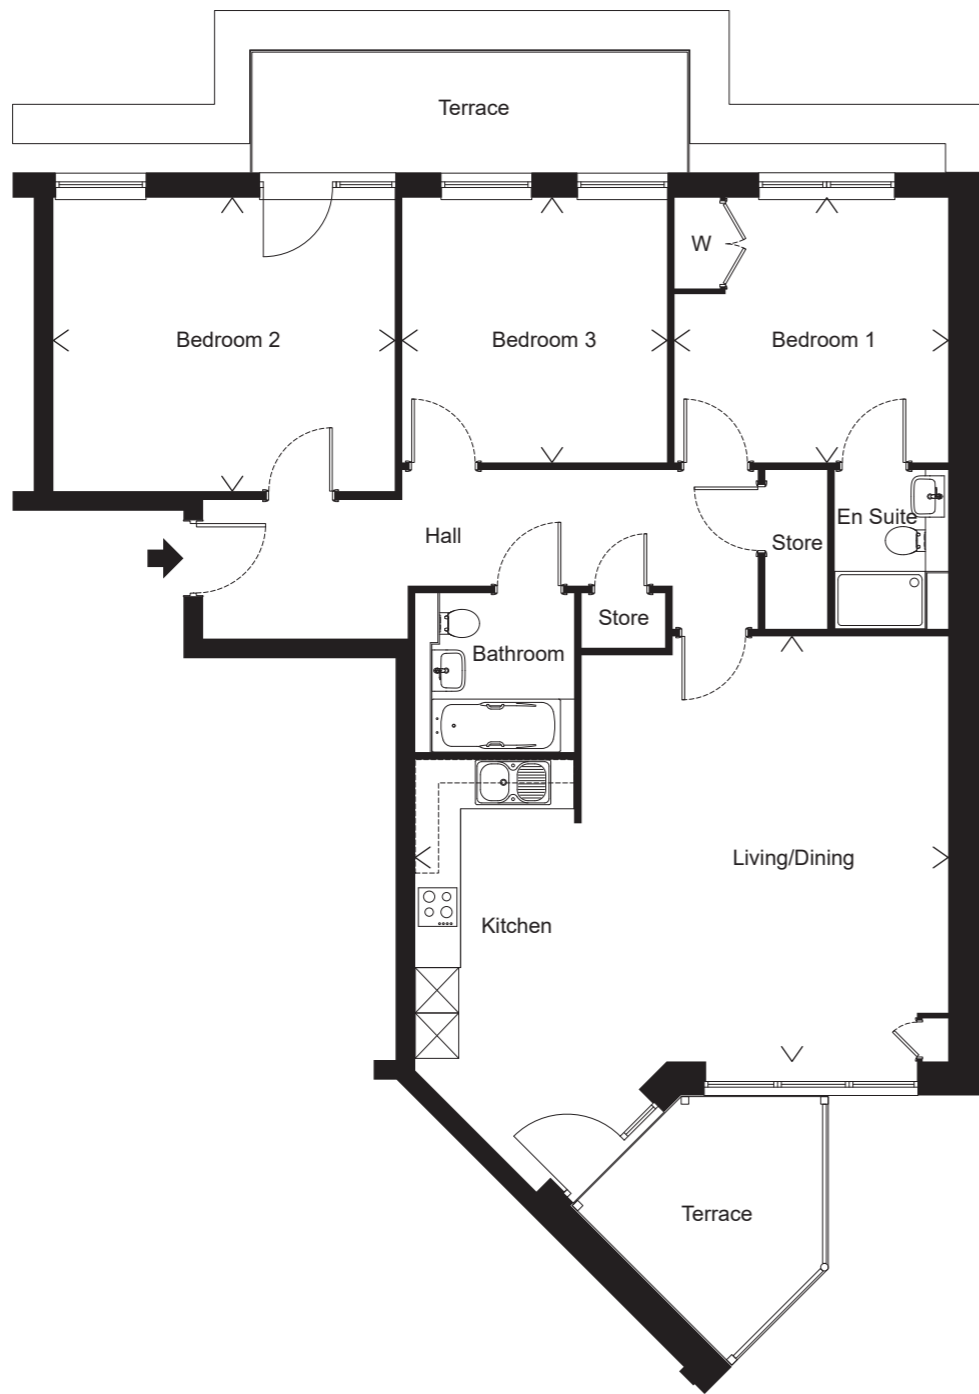 Terrace
W
Bedroom 2
Bedroom 3
Bedroom 1
En Suite
Hall
Store
Store
Bathroom
Living/Dining
Kitchen
Terrace